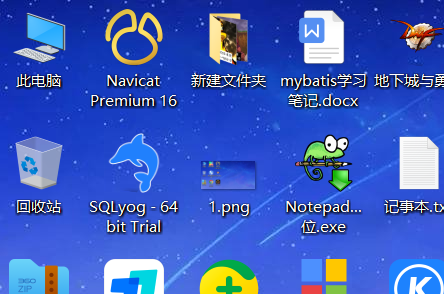 此电脑
Navicat
Premium 16
新建文件夹
mybatis学习
笔记.docx
地下城与勇
回收站
SQLyog - 64
bit Trial
1.png
Notepad...
位.exe
记事本.tx
360
ZIP